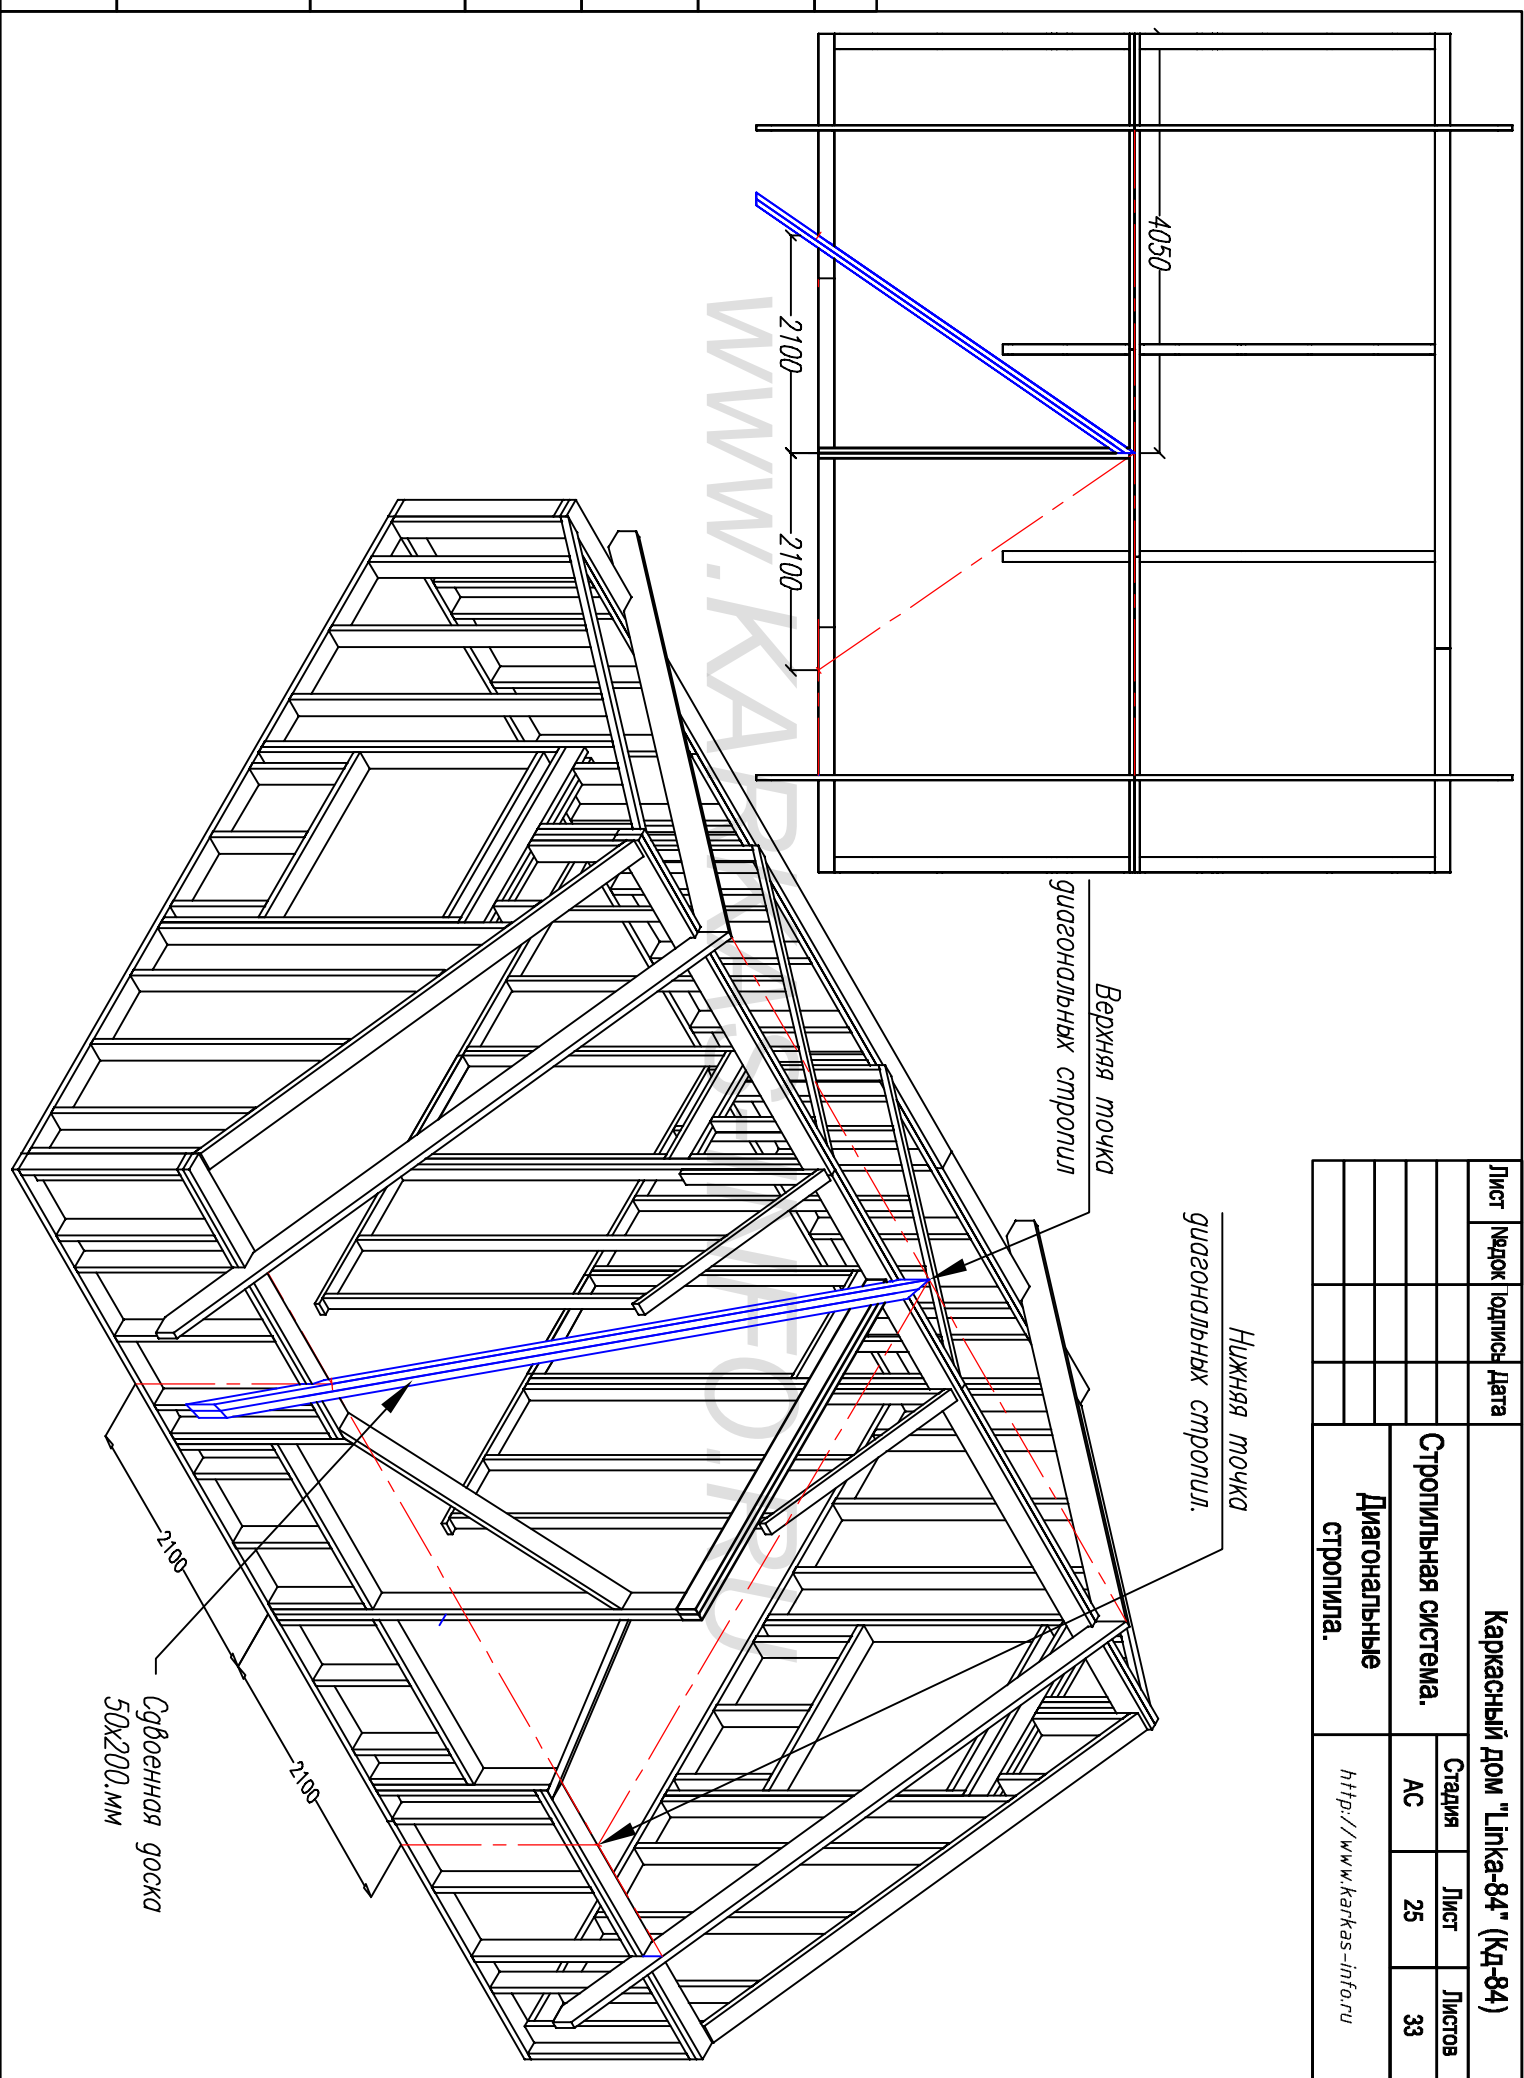 4050
2100
2100
Верхняя точка
диагональных стропил
Нижняя точка
диагональных стропил.
2100
2100
Сдвоенная доска
50х200.мм
www.KARKAS-INFO.RU
Лист №док Подпись Дата
Каркасный дом "Linka-84" (Кд-84)
Стропильная система.
Диагональные
стропила.
Стадия Лист Листов
АС 25 33
http://www.karkas-info.ru